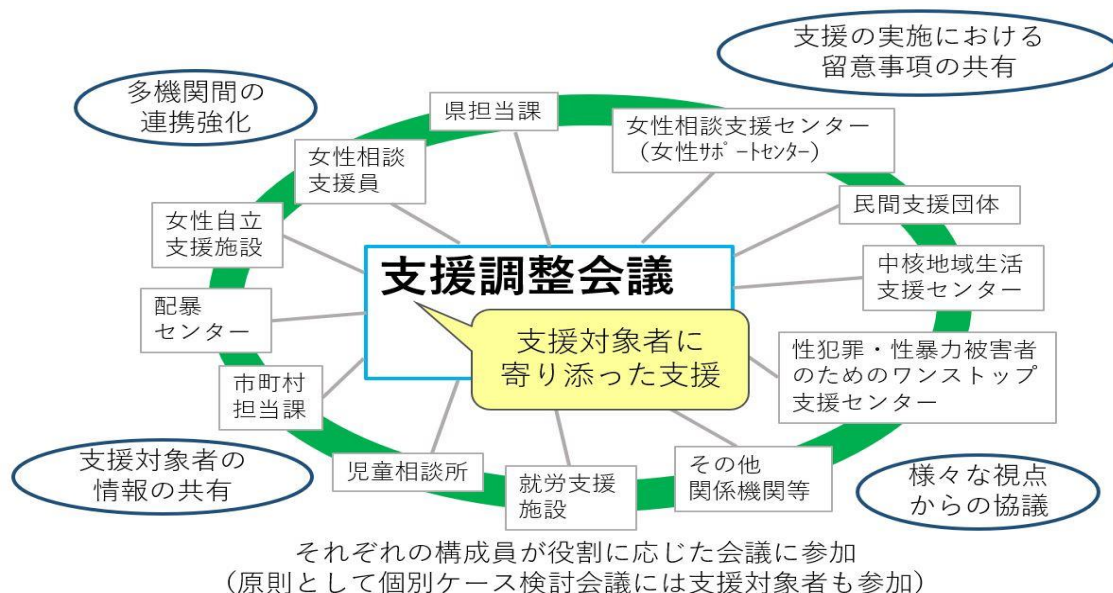 支援の実施における
留意事項の共有
多機関間の
連携強化
県担当課
女性相談支援センター
（女性ｻﾎﾟｰﾄｾﾝﾀｰ）
女性相談
支援員
民間支援団体
女性自立
支援施設
中核地域生活
支援センター
支援調整会議
配暴
センター
支援対象者に
寄り添った支援
性犯罪・性暴力被害者
のためのワンストップ
支援センター
市町村
担当課
支援対象者の
情報の共有
児童相談所
就労支援
施設
その他
関係機関等
様々な視点
からの協議
それぞれの構成員が役割に応じた会議に参加
（原則として個別ケース検討会議には支援対象者も参加）